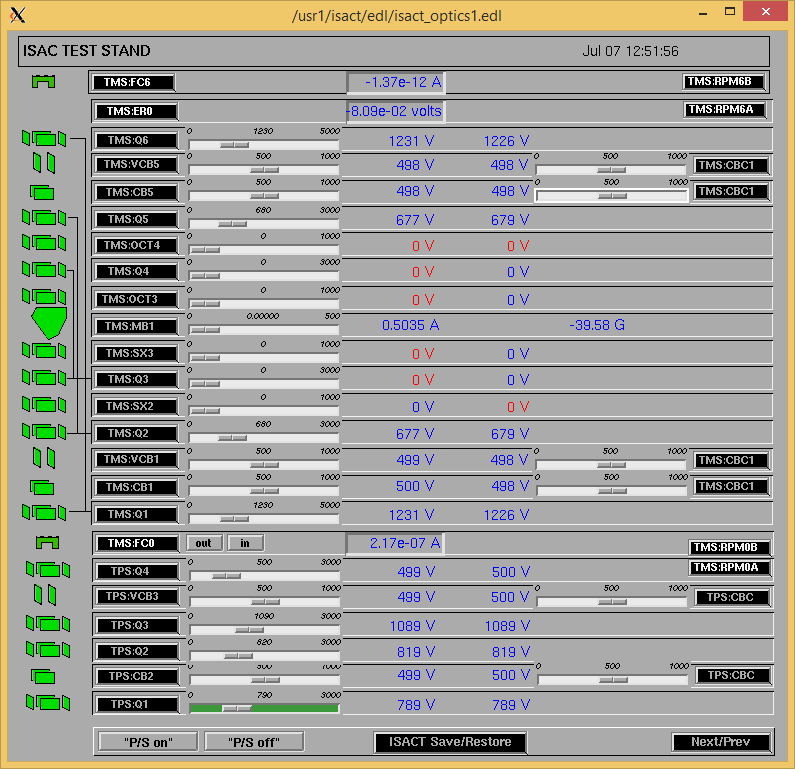 /usr1/isact/edl/isact_optics1.edl
ISAC TEST STAND Jul 07 12:51:56
TMS:FC6 -1.37e-12 A TMS:RPM6B
TMS:ER0 -8.09e-02 volts TMS:RPM6A
TMS:Q6 0 1230 5000 1231 V 1226 V
TMS:VCB5 0 500 1000 498 V 498 V 0 500 1000 TMS:CBC1
TMS:CB5 0 500 1000 498 V 498 V 0 500 1000 TMS:CBC1
TMS:Q5 0 680 3000 677 V 679 V
TMS:OCT4 0 0 1000 0 V 0 V
TMS:Q4 0 0 3000 0 V 0 V
TMS:OCT3 0 0 1000 0 V 0 V
TMS:MB1 0 0.00000 500 0.5035 A -39.58 G
TMS:SX3 0 0 1000 0 V 0 V
TMS:Q3 0 0 3000 0 V 0 V
TMS:SX2 0 0 1000 0 V 0 V
TMS:Q2 0 680 3000 677 V 679 V
TMS:VCB1 0 500 1000 499 V 498 V 0 500 1000 TMS:CBC1
TMS:CB1 0 500 1000 500 V 498 V 0 500 1000 TMS:CBC1
TMS:Q1 0 1230 5000 1231 V 1226 V
TMS:FC0 out in 2.17e-07 A TMS:RPM0B
TPS:Q4 0 500 3000 499 V 500 V TMS:RPM0A
TPS:VCB3 0 500 1000 499 V 500 V 0 500 1000 TPS:CBC
TPS:Q3 0 1090 3000 1089 V 1089 V
TPS:Q2 0 820 3000 819 V 819 V
TPS:CB2 0 500 1000 499 V 500 V 0 500 1000 TPS:CBC
TPS:Q1 0 790 3000 789 V 789 V
"P/S on" "P/S off" ISACT Save/Restore Next/Prev